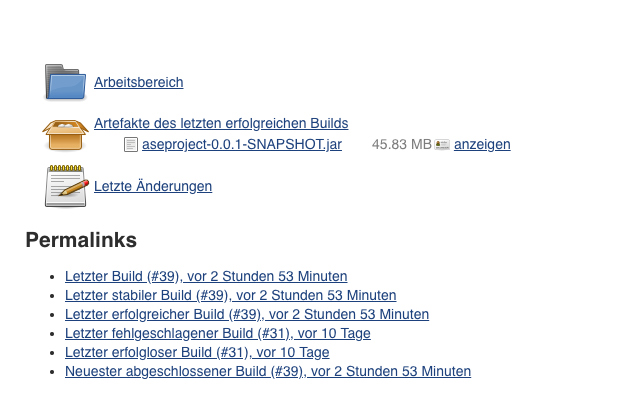 Arbeitsbereich
Artefakte des letzten erfolgreichen Builds
aseproject-0.0.1-SNAPSHOT.jar 45.83 MB anzeigen
Letzte Änderungen
Permalinks
Letzter Build (#39), vor 2 Stunden 53 Minuten
Letzter stabiler Build (#39), vor 2 Stunden 53 Minuten
Letzter erfolgreicher Build (#39), vor 2 Stunden 53 Minuten
Letzter fehlgeschlagener Build (#31), vor 10 Tage
Letzter erfolgloser Build (#31), vor 10 Tage
Neuester abgeschlossener Build (#39), vor 2 Stunden 53 Minuten